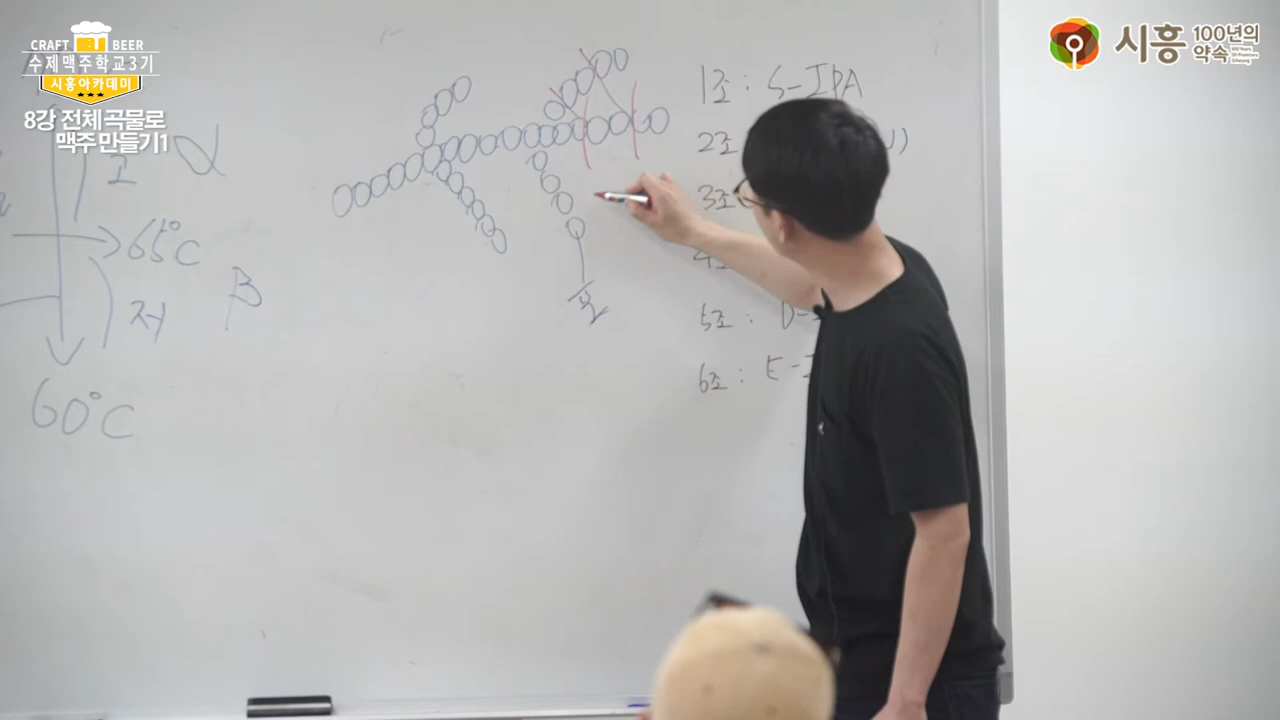 CRAFT BEER
수제맥주학교3기
시흥아카데미
8강 전체 곡물로
맥주 만들기1
시흥 100년의 약속
고
α
65°C
저
β
60°C
포
1조 : S-IPA
2조
3조
4조
5조 : D-
6조 : E-I